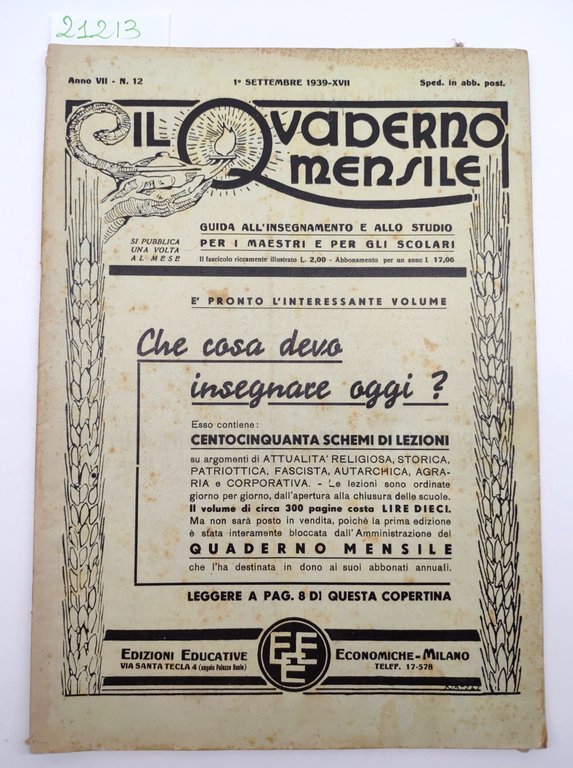 21213
Anno VII - N. 12
1° SETTEMBRE 1939-XVII
Sped. in abb. post.
IL QVADERNO
MENSILE
SI PUBBLICA
UNA VOLTA
AL MESE
GUIDA ALL'INSEGNAMENTO E ALLO STUDIO
PER I MAESTRI E PER GLI SCOLARI
Il fascicolo riccamente illustrato L. 2,00 - Abbonamento per un anno L. 17,00
E' PRONTO L'INTERESSANTE VOLUME
Che cosa devo
insegnare oggi ?
Esso contiene:
CENTOCINQUANTA SCHEMI DI LEZIONI
su argomenti di ATTUALITA' RELIGIOSA, STORICA,
PATRIOTTICA, FASCISTA, AUTARCHICA, AGRA-
RIA e CORPORATIVA. - Le lezioni sono ordinate
giorno per giorno, dall'apertura alla chiusura delle scuole.
Il volume di circa 300 pagine costa LIRE DIECI.
Ma non sarà posto in vendita, poichè la prima edizione
è stata interamente bloccata dall'Amministrazione del
QUADERNO MENSILE
che l'ha destinata in dono ai suoi abbonati annuali.
LEGGERE A PAG. 8 DI QUESTA COPERTINA
EDIZIONI EDUCATIVE
VIA SANTA TECLA 4 (angolo Palazzo Reale)
EEE
ECONOMICHE - MILANO
TELEF. 17-578